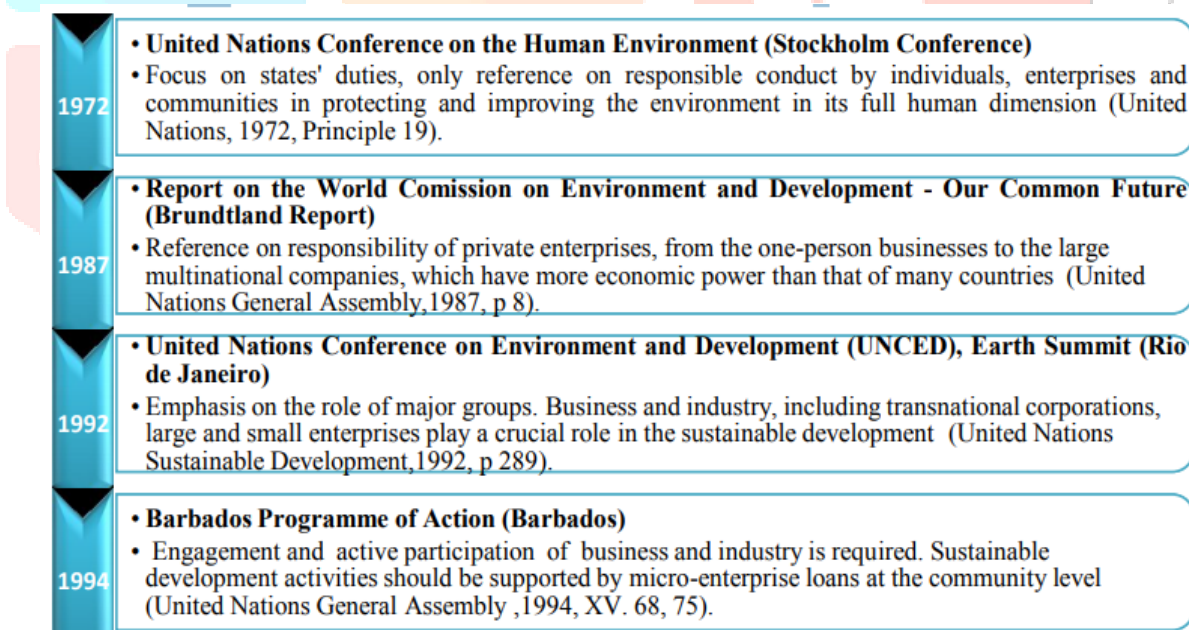 1972
• United Nations Conference on the Human Environment (Stockholm Conference)
• Focus on states' duties, only reference on responsible conduct by individuals, enterprises and
communities in protecting and improving the environment in its full human dimension (United
Nations, 1972, Principle 19).
1987
• Report on the World Comission on Environment and Development - Our Common Future
(Brundtland Report)
• Reference on responsibility of private enterprises, from the one-person businesses to the large
multinational companies, which have more economic power than that of many countries (United
Nations General Assembly,1987, p 8).
1992
• United Nations Conference on Environment and Development (UNCED), Earth Summit (Rio
de Janeiro)
• Emphasis on the role of major groups. Business and industry, including transnational corporations,
large and small enterprises play a crucial role in the sustainable development (United Nations
Sustainable Development,1992, p 289).
1994
• Barbados Programme of Action (Barbados)
• Engagement and active participation of business and industry is required. Sustainable
development activities should be supported by micro-enterprise loans at the community level
(United Nations General Assembly ,1994, XV. 68, 75).